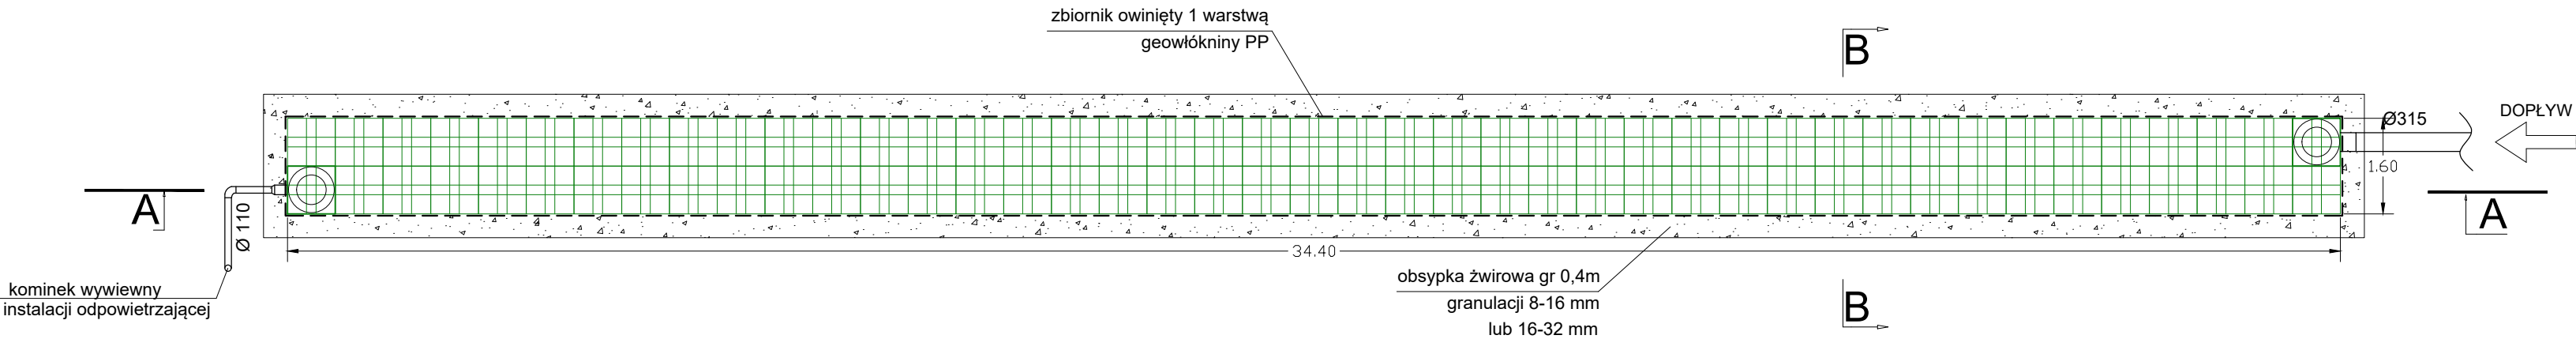 zbiornik owinięty 1 warstwą
geowłókniny PP
B
Ø315
DOPŁYW
1.60
A
Ø 110
A
34.40
kominek wywiewny
instalacji odpowietrzającej
obsypka żwirowa gr 0,4m
granulacji 8-16 mm
lub 16-32 mm
B